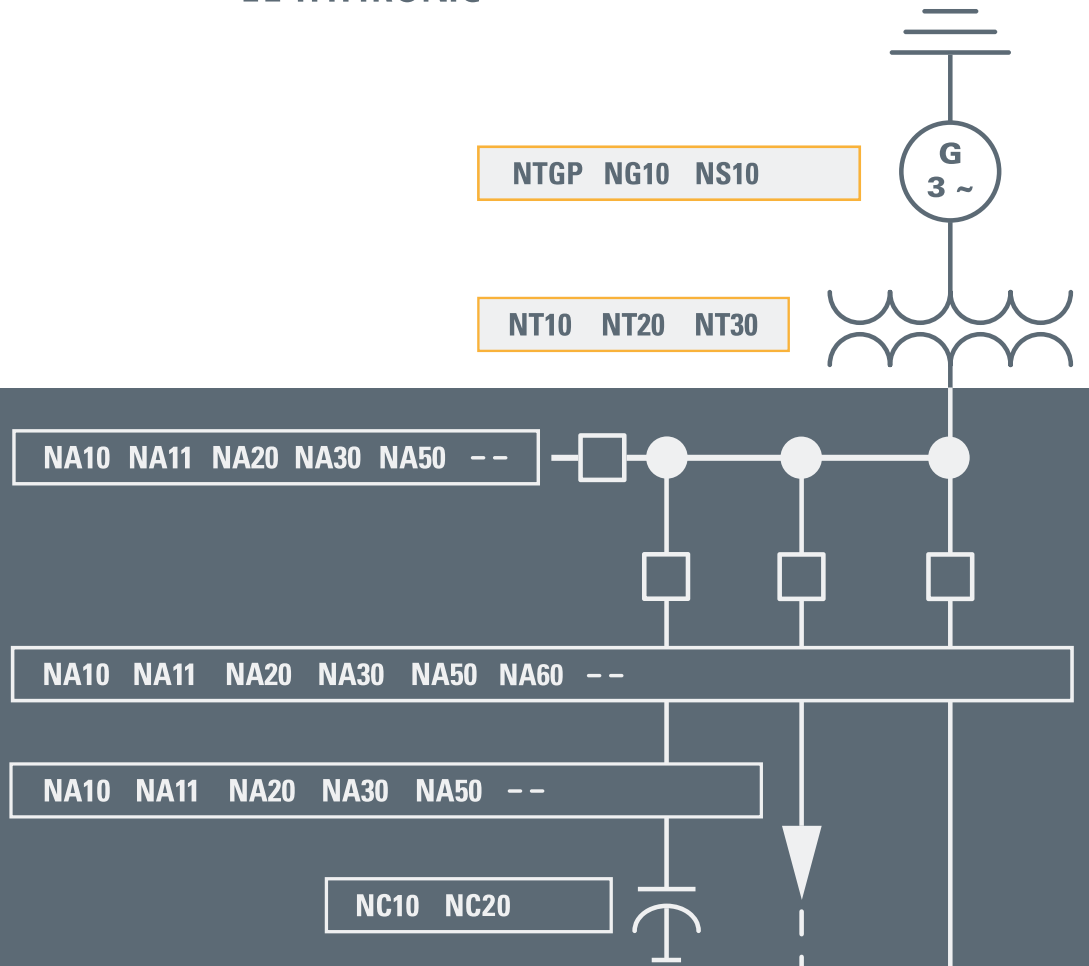 NTGP NG10 NS10
G
3 ~
NT10 NT20 NT30
NA10 NA11 NA20 NA30 NA50 – –
NA10 NA11 NA20 NA30 NA50 NA60 – –
NA10 NA11 NA20 NA30 NA50 – –
NC10 NC20